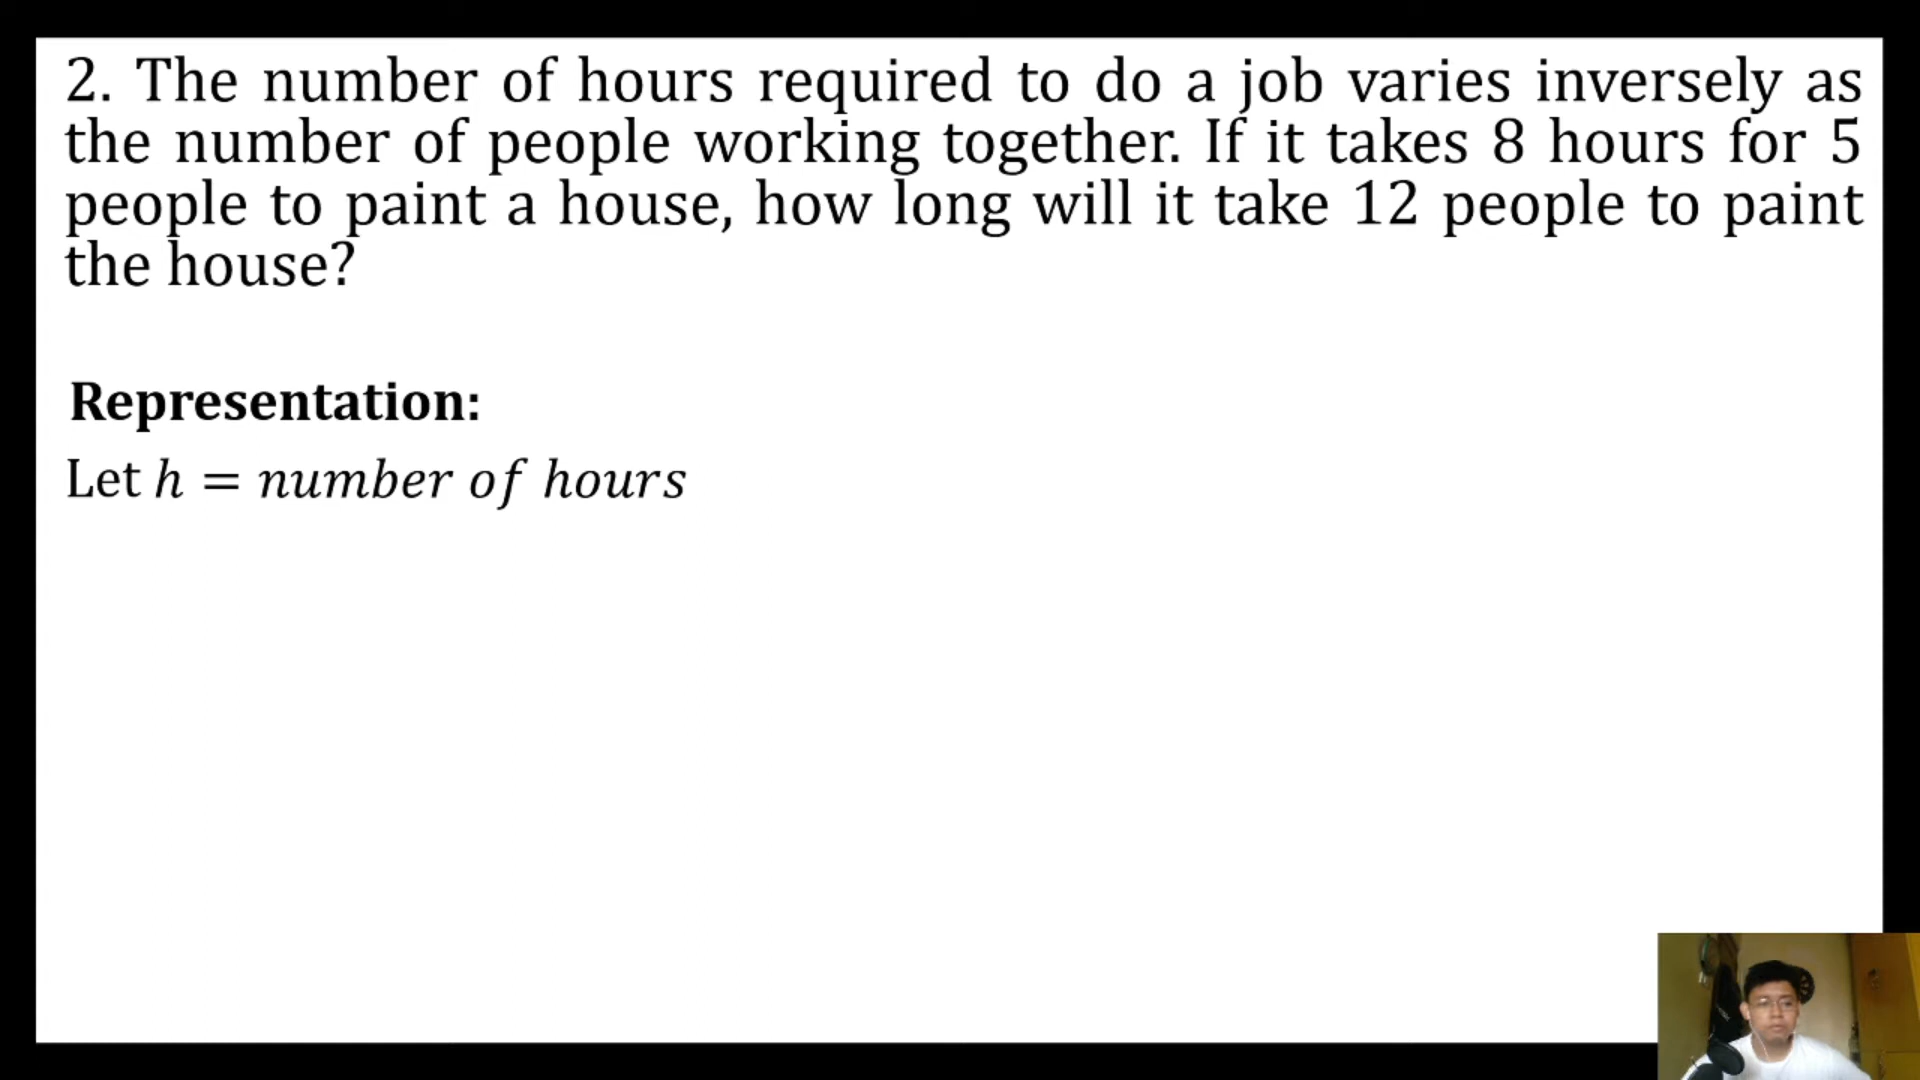 2. The number of hours required to do a job varies inversely as
the number of people working together. If it takes 8 hours for 5
people to paint a house, how long will it take 12 people to paint
the house?
Representation:
Let h = number of hours